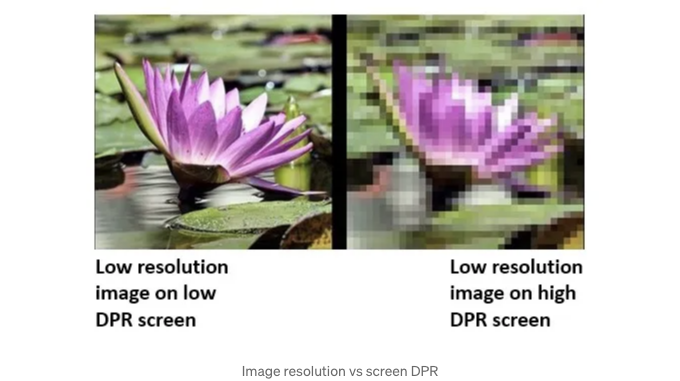 Low resolution
image on low
DPR screen
Low resolution
image on high
DPR screen
Image resolution vs screen DPR